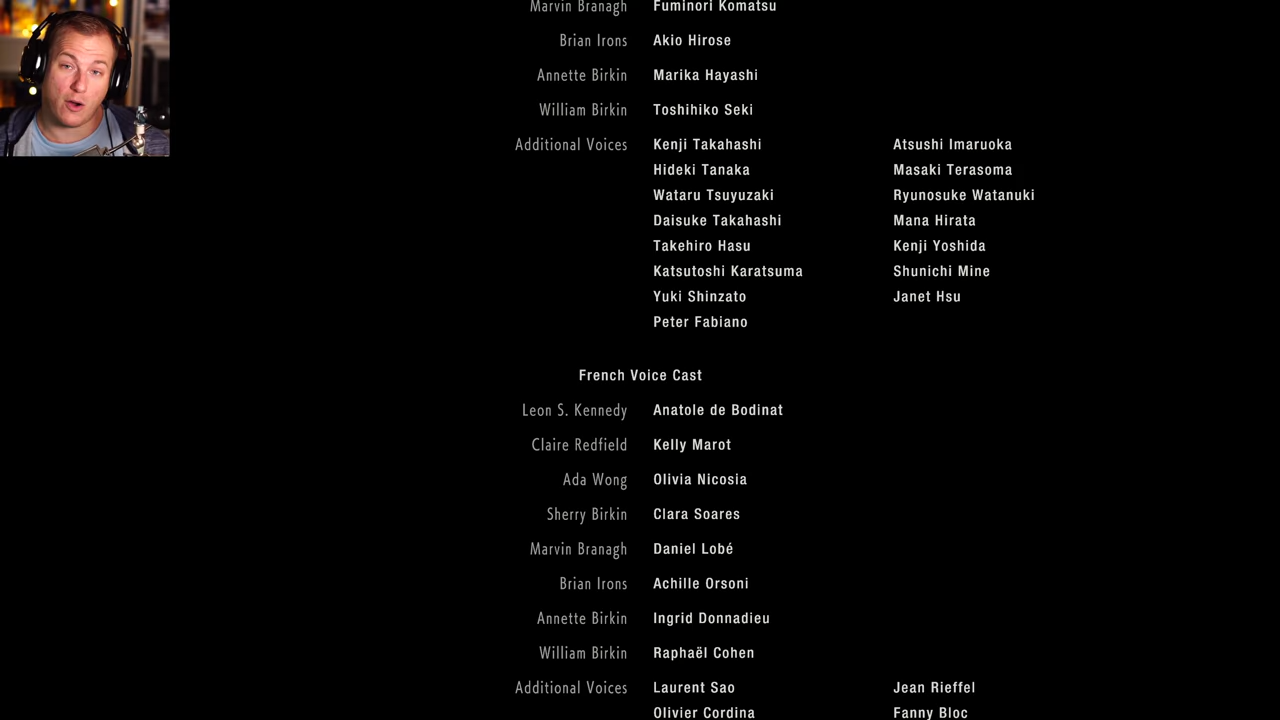 Marvin Branagh Fuminori Komatsu
Brian Irons Akio Hirose
Annette Birkin Marika Hayashi
William Birkin Toshihiko Seki
Additional Voices Kenji Takahashi Atsushi Imaruoka
Hideki Tanaka Masaki Terasoma
Wataru Tsuyuzaki Ryunosuke Watanuki
Daisuke Takahashi Mana Hirata
Takehiro Hasu Kenji Yoshida
Katsutoshi Karatsuma Shunichi Mine
Yuki Shinzato Janet Hsu
Peter Fabiano
French Voice Cast
Leon S. Kennedy Anatole de Bodinat
Claire Redfield Kelly Marot
Ada Wong Olivia Nicosia
Sherry Birkin Clara Soares
Marvin Branagh Daniel Lobé
Brian Irons Achille Orsoni
Annette Birkin Ingrid Donnadieu
William Birkin Raphaël Cohen
Additional Voices Laurent Sao Jean Rieffel
Olivier Cordina Fanny Bloc